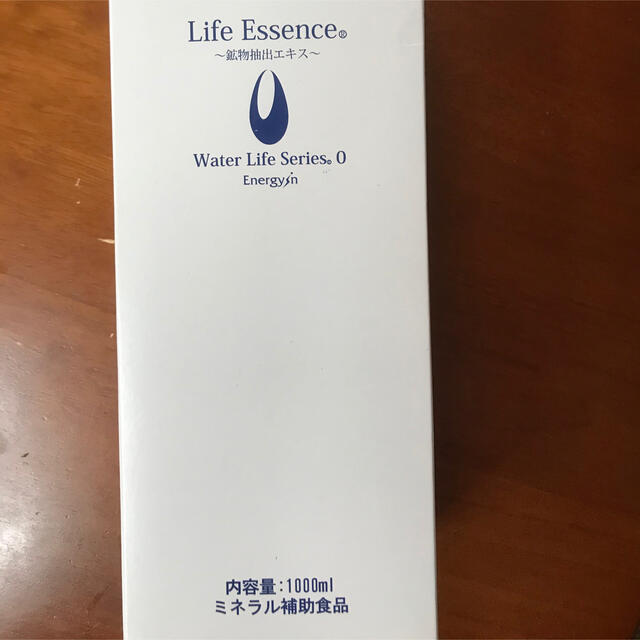 Life Essence®
～鉱物抽出エキス～
Water Life Series® 0
Energy in
内容量:1000ml
ミネラル補助食品